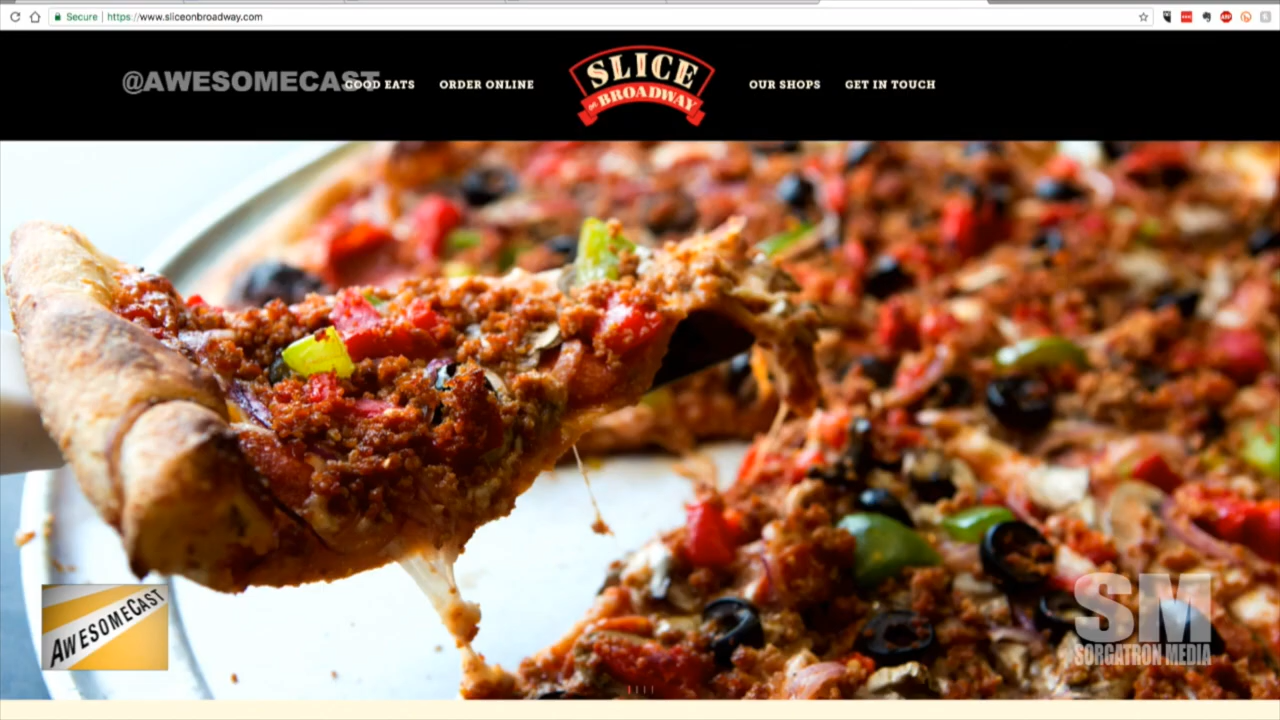 Secure
https://www.sliceonbroadway.com
@AWESOMECAST
GOOD EATS
ORDER ONLINE
SLICE
on BROADWAY
OUR SHOPS
GET IN TOUCH
AWESOMECAST
SM
SORGATRON MEDIA